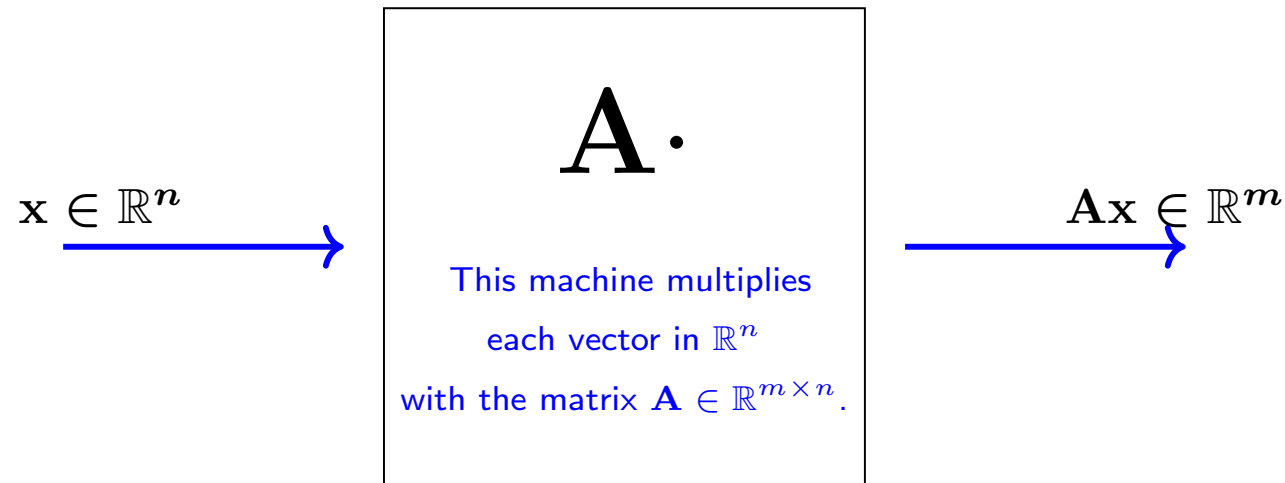 𝐀·
𝐱 ∈ ℝⁿ
𝐀𝐱 ∈ ℝᵐ
This machine multiplies
each vector in ℝⁿ
with the matrix 𝐀 ∈ ℝᵐˣⁿ.